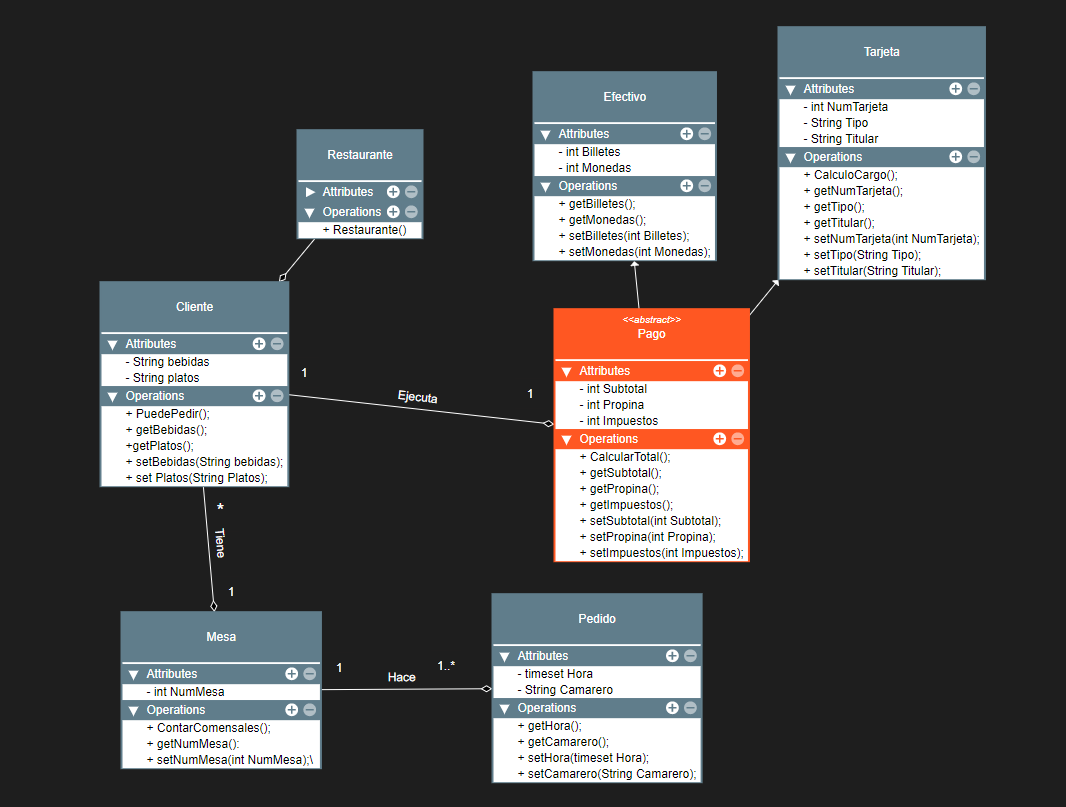 Tarjeta
Attributes
- int NumTarjeta
- String Tipo
- String Titular
Operations
+ CalculoCargo();
+ getNumTarjeta();
+ getTipo();
+ getTitular();
+ setNumTarjeta(int NumTarjeta);
+ setTipo(String Tipo);
+ setTitular(String Titular);
Efectivo
Attributes
- int Billetes
- int Monedas
Operations
+ getBilletes();
+ getMonedas();
+ setBilletes(int Billetes);
+ setMonedas(int Monedas);
Restaurante
Attributes
Operations
+ Restaurante()
Cliente
Attributes
- String bebidas
- String platos
Operations
+ PuedePedir();
+ getBebidas();
+getPlatos();
+ setBebidas(String bebidas);
+ set Platos(String Platos);
1
Ejecuta
1
<<abstract>>
Pago
Attributes
- int Subtotal
- int Propina
- int Impuestos
Operations
+ CalcularTotal();
+ getSubtotal();
+ getPropina();
+ getImpuestos();
+ setSubtotal(int Subtotal);
+ setPropina(int Propina);
+ setImpuestos(int Impuestos);
*
Tiene
1
Mesa
Attributes
- int NumMesa
Operations
+ ContarComensales();
+ getNumMesa():
+ setNumMesa(int NumMesa);\
1
Hace
1..*
Pedido
Attributes
- timeset Hora
- String Camarero
Operations
+ getHora();
+ getCamarero();
+ setHora(timeset Hora);
+ setCamarero(String Camarero);